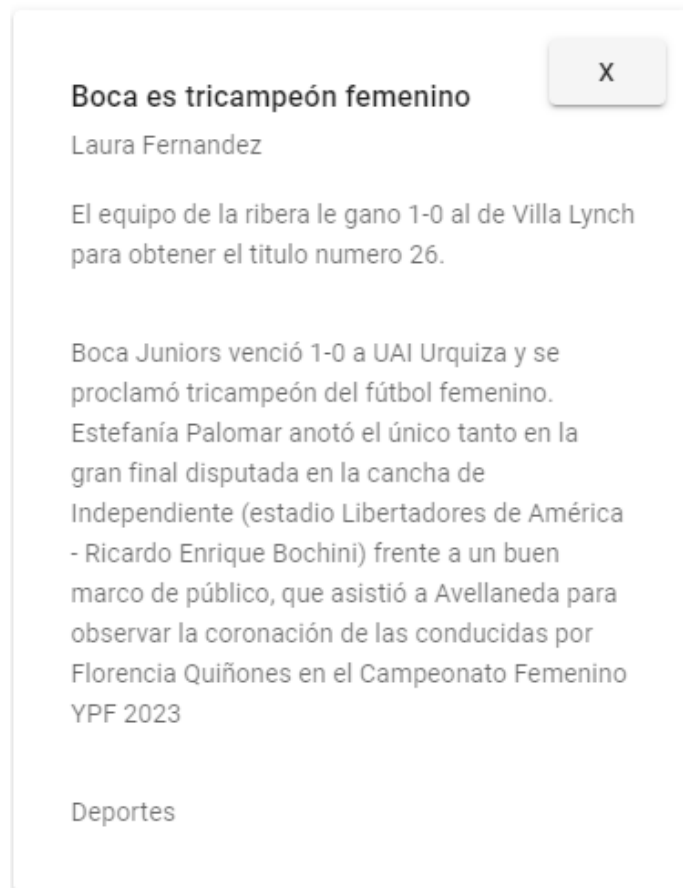 X
Boca es tricampeón femenino
Laura Fernandez
El equipo de la ribera le gano 1-0 al de Villa Lynch
para obtener el titulo numero 26.
Boca Juniors venció 1-0 a UAI Urquiza y se
proclamó tricampeón del fútbol femenino.
Estefanía Palomar anotó el único tanto en la
gran final disputada en la cancha de
Independiente (estadio Libertadores de América
- Ricardo Enrique Bochini) frente a un buen
marco de público, que asistió a Avellaneda para
observar la coronación de las conducidas por
Florencia Quiñones en el Campeonato Femenino
YPF 2023
Deportes